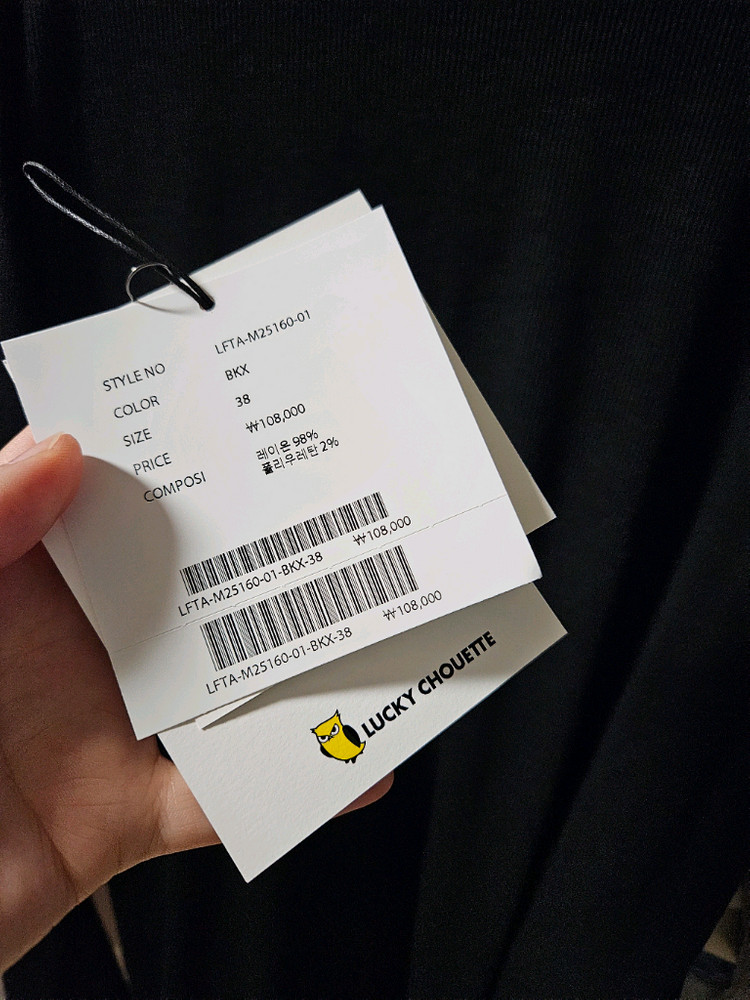 STYLE NO LFTA-M25160-01
COLOR BKX
SIZE 38
PRICE ₩108,000
COMPOSI 레이온 98%
폴리우레탄 2%
₩108,000
LFTA-M25160-01-BKX-38
₩108,000
LFTA-M25160-01-BKX-38
LUCKY CHOUETTE